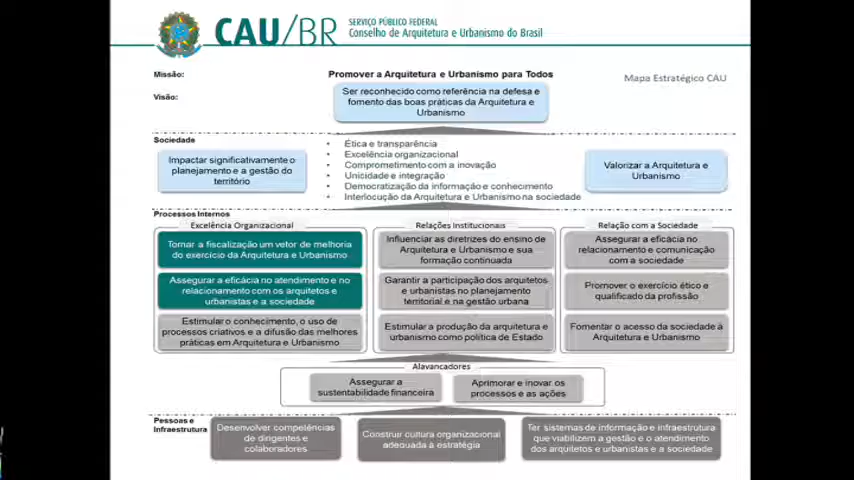 CAU/BR
SERVIÇO PÚBLICO FEDERAL
Conselho de Arquitetura e Urbanismo do Brasil
Missão:
Promover a Arquitetura e Urbanismo para Todos
Mapa Estratégico CAU
Visão:
Ser reconhecido como referência na defesa e
fomento das boas práticas da Arquitetura e
Urbanismo
Sociedade
Impactar significativamente o
planejamento e a gestão do
território
• Ética e transparência
• Excelência organizacional
• Comprometimento com a inovação
• Unicidade e integração
• Democratização da informação e conhecimento
• Interlocução da Arquitetura e Urbanismo na sociedade
Valorizar a Arquitetura e
Urbanismo
Processos Internos
Excelência Organizacional
Tornar a fiscalização um vetor de melhoria
do exercício da Arquitetura e Urbanismo
Assegurar a eficácia no atendimento e no
relacionamento com os arquitetos e
urbanistas e a sociedade
Estimular o conhecimento, o uso de
processos criativos e a difusão das melhores
práticas em Arquitetura e Urbanismo
Relações Institucionais
Influenciar as diretrizes do ensino de
Arquitetura e Urbanismo e sua
formação continuada
Garantir a participação dos arquitetos
e urbanistas no planejamento
territorial e na gestão urbana
Estimular a produção da arquitetura e
urbanismo como política de Estado
Relação com a Sociedade
Assegurar a eficácia no
relacionamento e comunicação
com a sociedade
Promover o exercício ético e
qualificado da profissão
Fomentar o acesso da sociedade à
Arquitetura e Urbanismo
Alavancadores
Assegurar a
sustentabilidade financeira
Aprimorar e inovar os
processos e as ações
Pessoas e
Infraestrutura
Desenvolver competências
de dirigentes e
colaboradores
Construir cultura organizacional
adequada à estratégia
Ter sistemas de informação e infraestrutura
que viabilizem a gestão e o atendimento
dos arquitetos e urbanistas e a sociedade